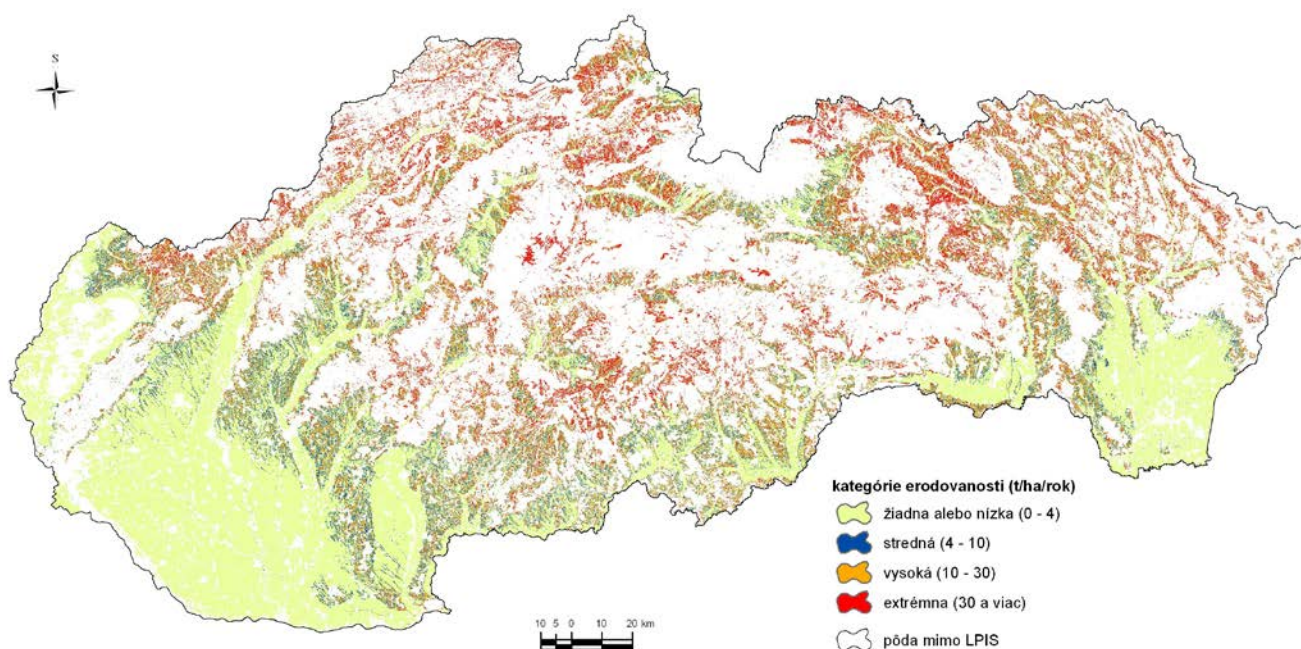 S
kategórie erodovanosti (t/ha/rok)
žiadna alebo nízka (0 - 4)
stredná (4 - 10)
vysoká (10 - 30)
extrémna (30 a viac)
pôda mimo LPIS
10 5 0 10 20 km